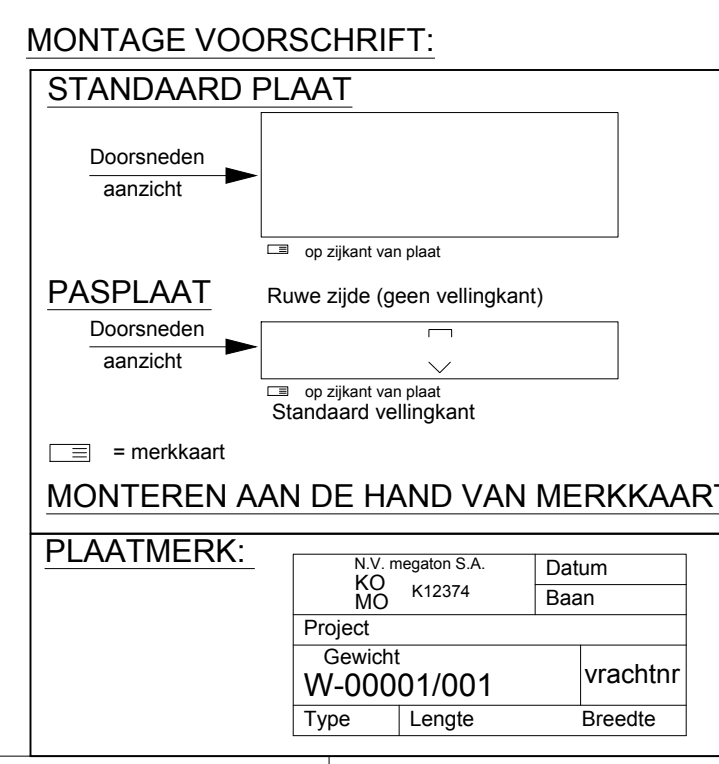 MONTAGE VOORSCHRIFT:
STANDAARD PLAAT
Doorsneden
aanzicht
op zijkant van plaat
PASPLAAT
Ruwe zijde (geen vellingkant)
Doorsneden
aanzicht
op zijkant van plaat
Standaard vellingkant
= merkkaart
MONTEREN AAN DE HAND VAN MERKKAART
PLAATMERK:
N.V. megaton S.A.
KO
MO
K12374
Datum
Baan
Project
Gewicht
W-00001/001
vrachtnr
Type
Lengte
Breedte